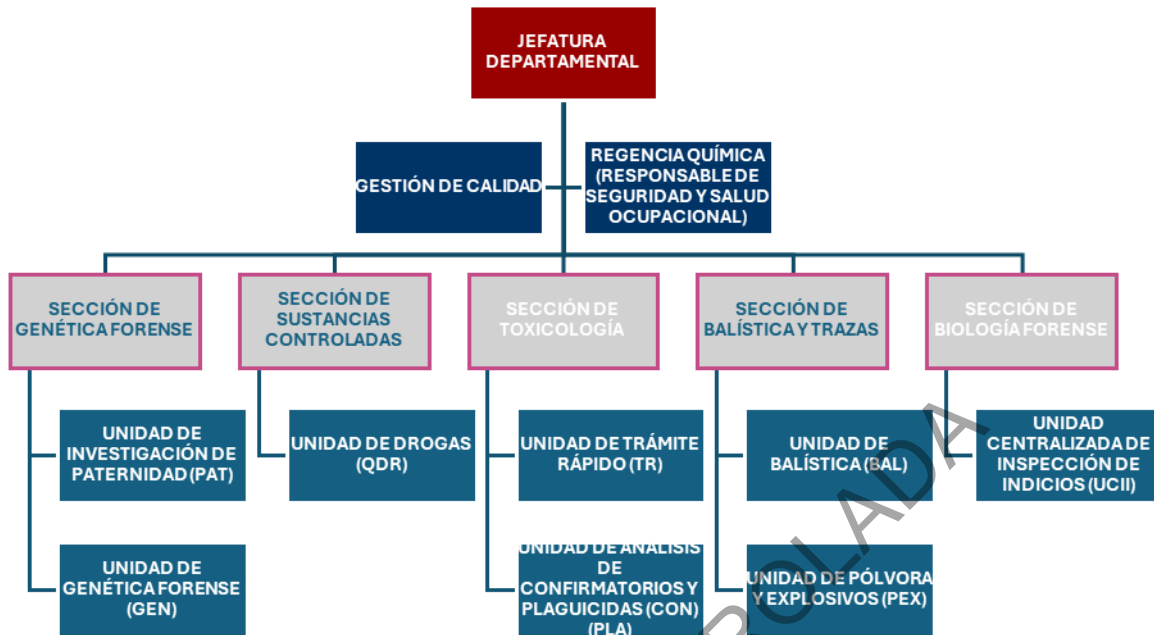 JEFATURA
DEPARTAMENTAL
GESTIÓN DE CALIDAD
REGENCIA QUÍMICA
(RESPONSABLE DE
SEGURIDAD Y SALUD
OCUPACIONAL)
SECCIÓN DE
GENÉTICA FORENSE
SECCIÓN DE
SUSTANCIAS
CONTROLADAS
SECCIÓN DE
TOXICOLOGÍA
SECCIÓN DE
BALÍSTICA Y TRAZAS
SECCIÓN DE
BIOLOGÍA FORENSE
UNIDAD DE
INVESTIGACIÓN DE
PATERNIDAD (PAT)
UNIDAD DE DROGAS
(QDR)
UNIDAD DE TRÁMITE
RÁPIDO (TR)
UNIDAD DE
BALÍSTICA (BAL)
UNIDAD
CENTRALIZADA DE
INSPECCIÓN DE
INDICIOS (UCII)
UNIDAD DE
GENÉTICA FORENSE
(GEN)
UNIDAD DE ANÁLISIS
DE
CONFIRMATORIOS Y
PLAGUICIDAS (CON)
(PLA)
UNIDAD DE PÓLVORA
Y EXPLOSIVOS (PEX)
ROLADA